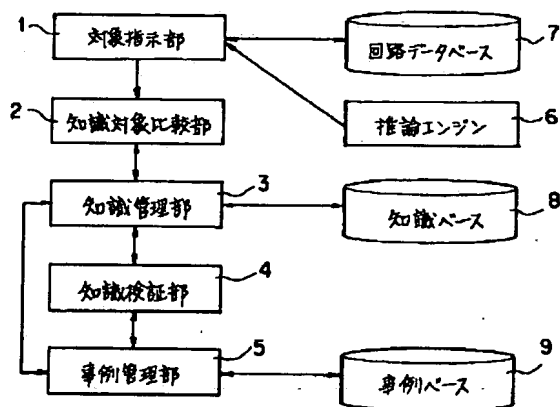 1
対象指示部
7
回路データベース
2
知識対象比較部
推論エンジン
6
3
知識管理部
8
知識ベース
4
知識検証部
5
事例管理部
9
事例ベース